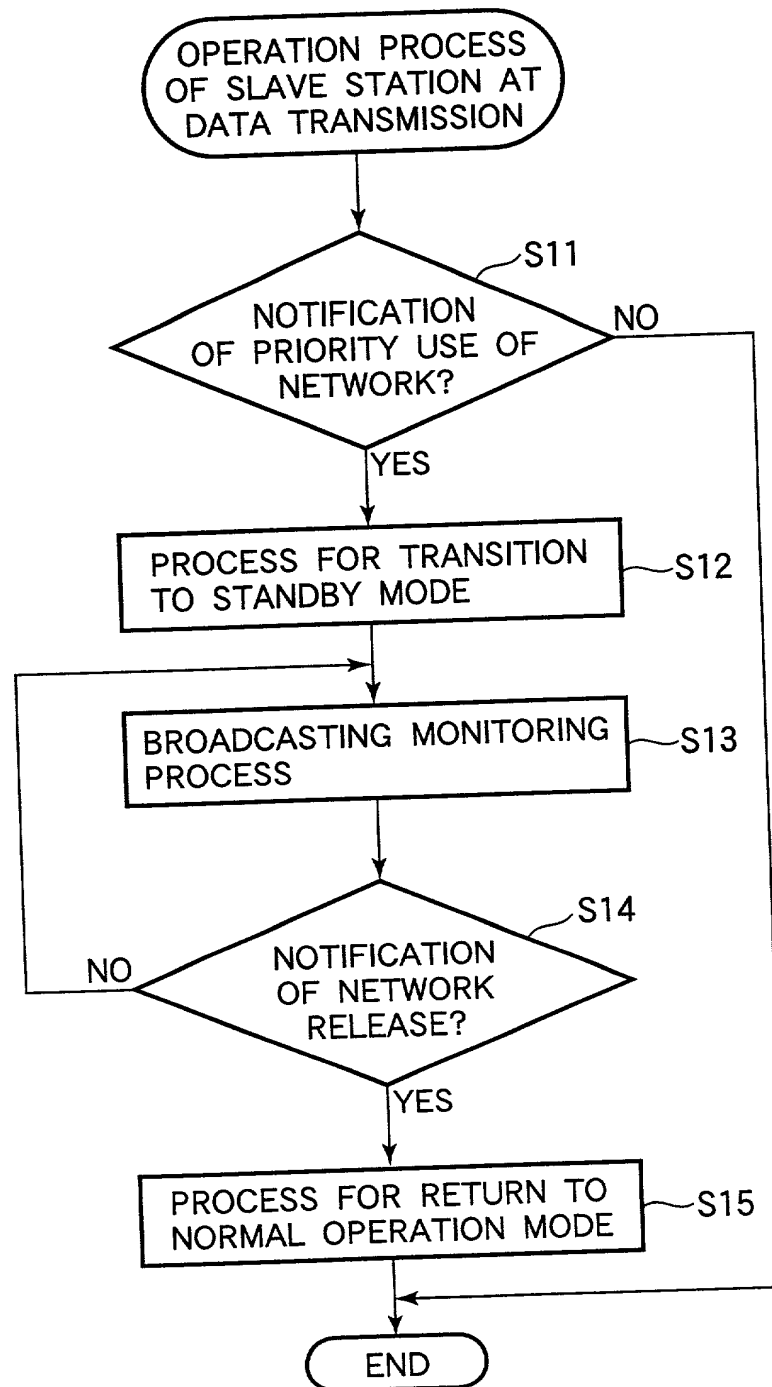 OPERATION PROCESS
OF SLAVE STATION AT
DATA TRANSMISSION
S11
NOTIFICATION
OF PRIORITY USE OF
NETWORK?
NO
YES
PROCESS FOR TRANSITION
TO STANDBY MODE
S12
BROADCASTING MONITORING
PROCESS
S13
S14
NOTIFICATION
OF NETWORK
RELEASE?
NO
YES
PROCESS FOR RETURN TO
NORMAL OPERATION MODE
S15
END